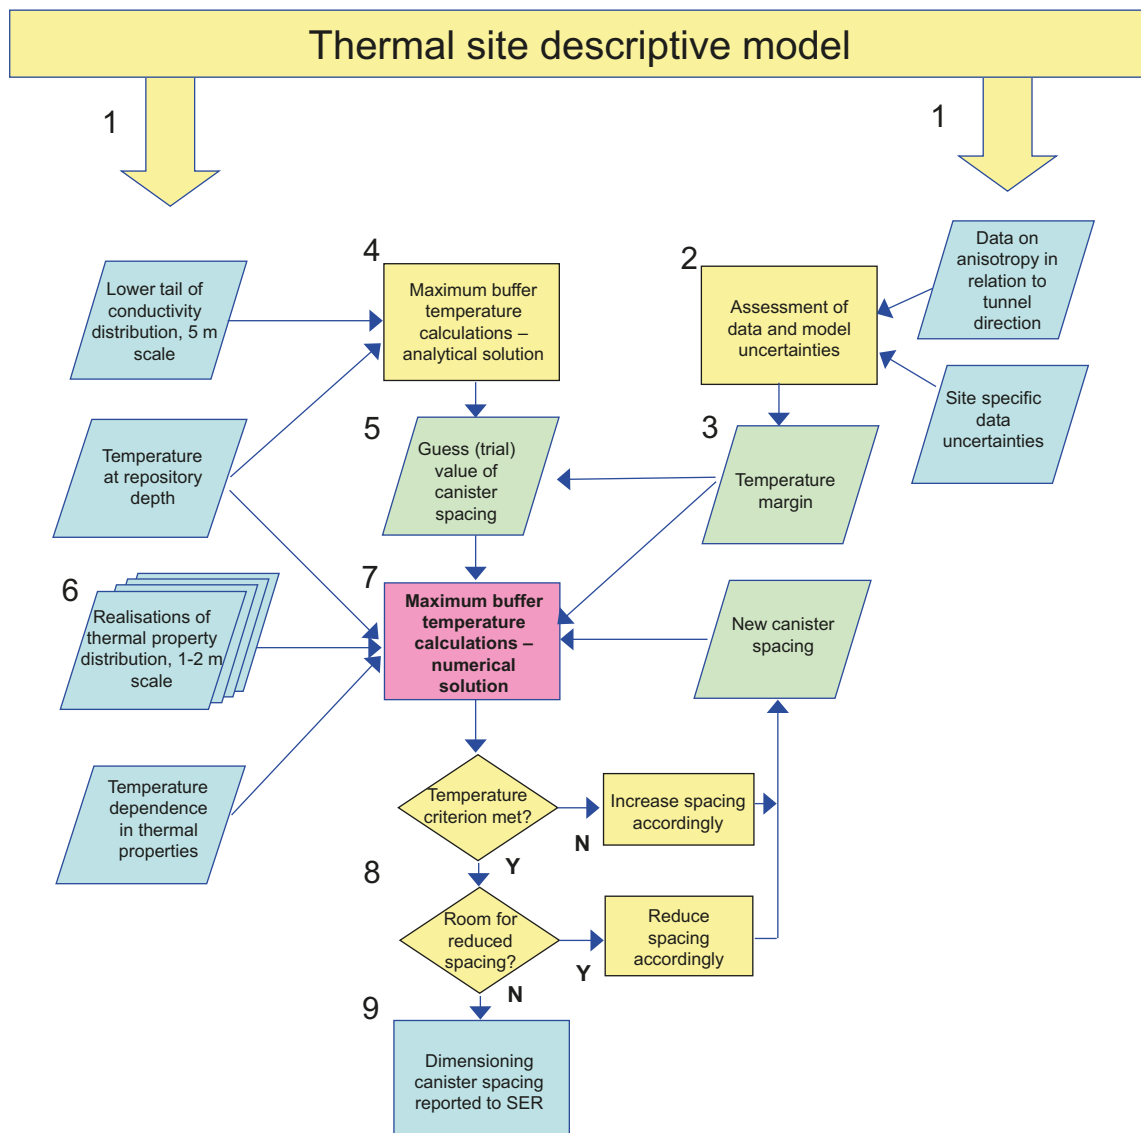 Thermal site descriptive model
1
1
Lower tail of
conductivity
distribution, 5 m
scale
4
Maximum buffer
temperature
calculations –
analytical solution
2
Assessment of
data and model
uncertainties
Data on
anisotropy in
relation to
tunnel
direction
Site specific
data
uncertainties
Temperature
at repository
depth
5
Guess (trial)
value of
canister
spacing
3
Temperature
margin
6
Realisations of
thermal property
distribution, 1-2 m
scale
7
Maximum buffer
temperature
calculations –
numerical
solution
New canister
spacing
Temperature
dependence in
thermal
properties
Temperature
criterion met?
N
Increase spacing
accordingly
Y
8
Room for
reduced
spacing?
Y
Reduce
spacing
accordingly
N
9
Dimensioning
canister spacing
reported to SER